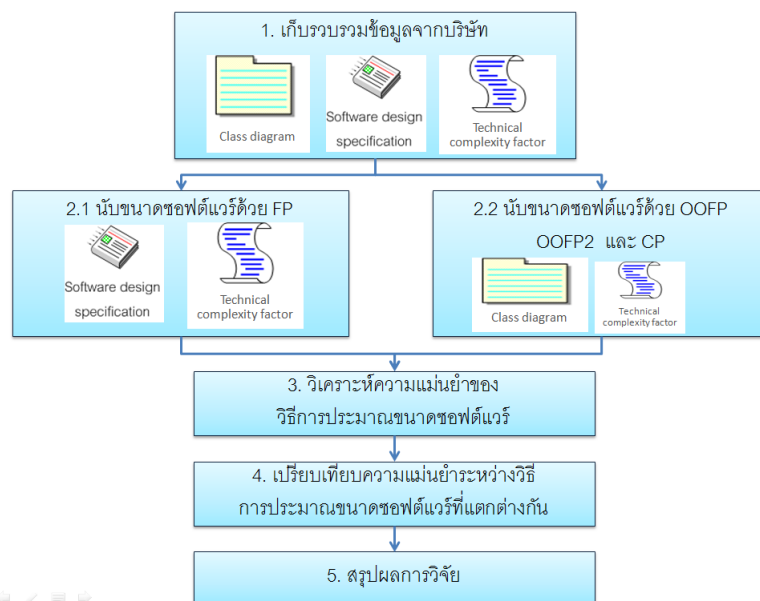 1. เก็บรวบรวมข้อมูลจากบริษัท
Class diagram
Software design
specification
Technical
complexity factor
2.1 นับขนาดซอฟต์แวร์ด้วย FP
Software design
specification
Technical
complexity factor
2.2 นับขนาดซอฟต์แวร์ด้วย OOFP
OOFP2 และ CP
Class diagram
Technical
complexity factor
3. วิเคราะห์ความแม่นยำของ
วิธีการประมาณขนาดซอฟต์แวร์
4. เปรียบเทียบความแม่นยำระหว่างวิธี
การประมาณขนาดซอฟต์แวร์ที่แตกต่างกัน
5. สรุปผลการวิจัย